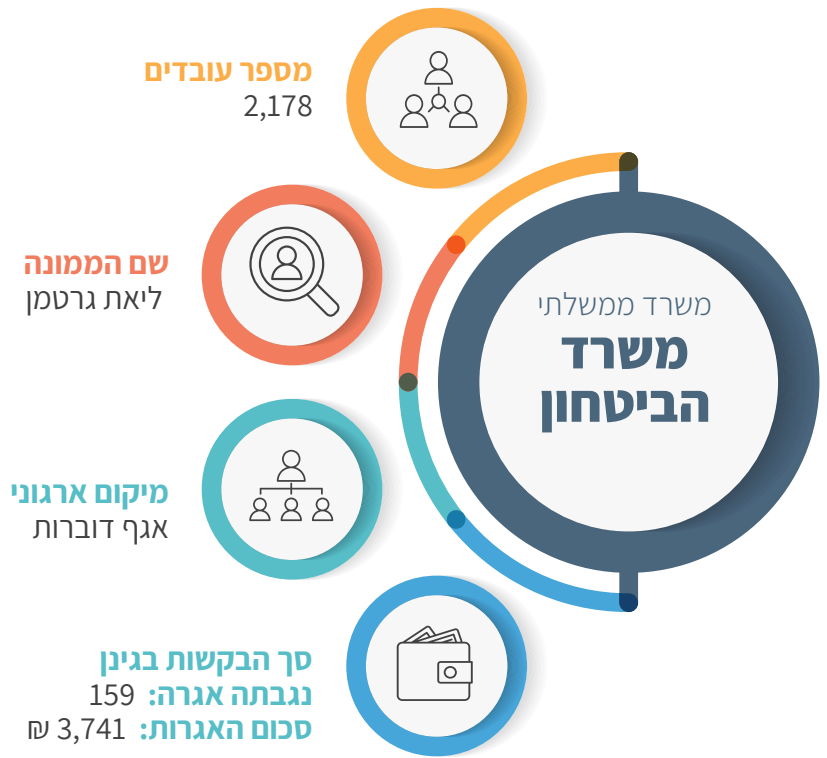 משרד ממשלתי
משרד
הביטחון
מספר עובדים
2,178
שם הממונה
ליאת גרטמן
מיקום ארגוני
אגף דוברות
סך הבקשות בגינן
נגבתה אגרה: 159
סכום האגרות: 3,741 ₪